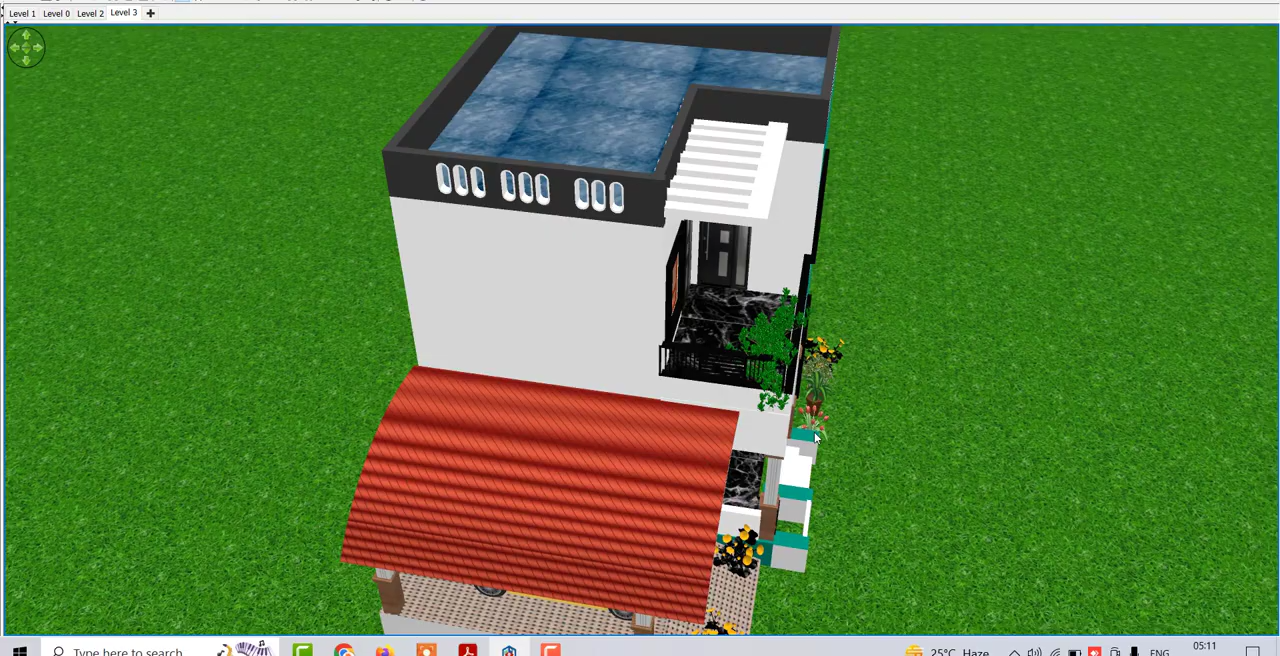 Level 1 Level 0 Level 2 Level 3
Type here to search
25°C Haze
ENG
05:11